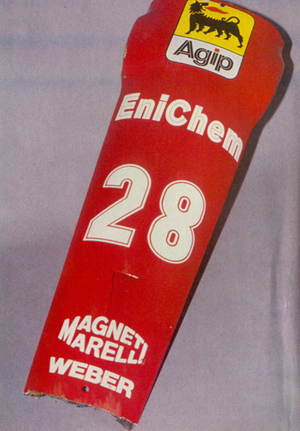 Agip
EniChem
28
MAGNETI
MARELLI
WEBER